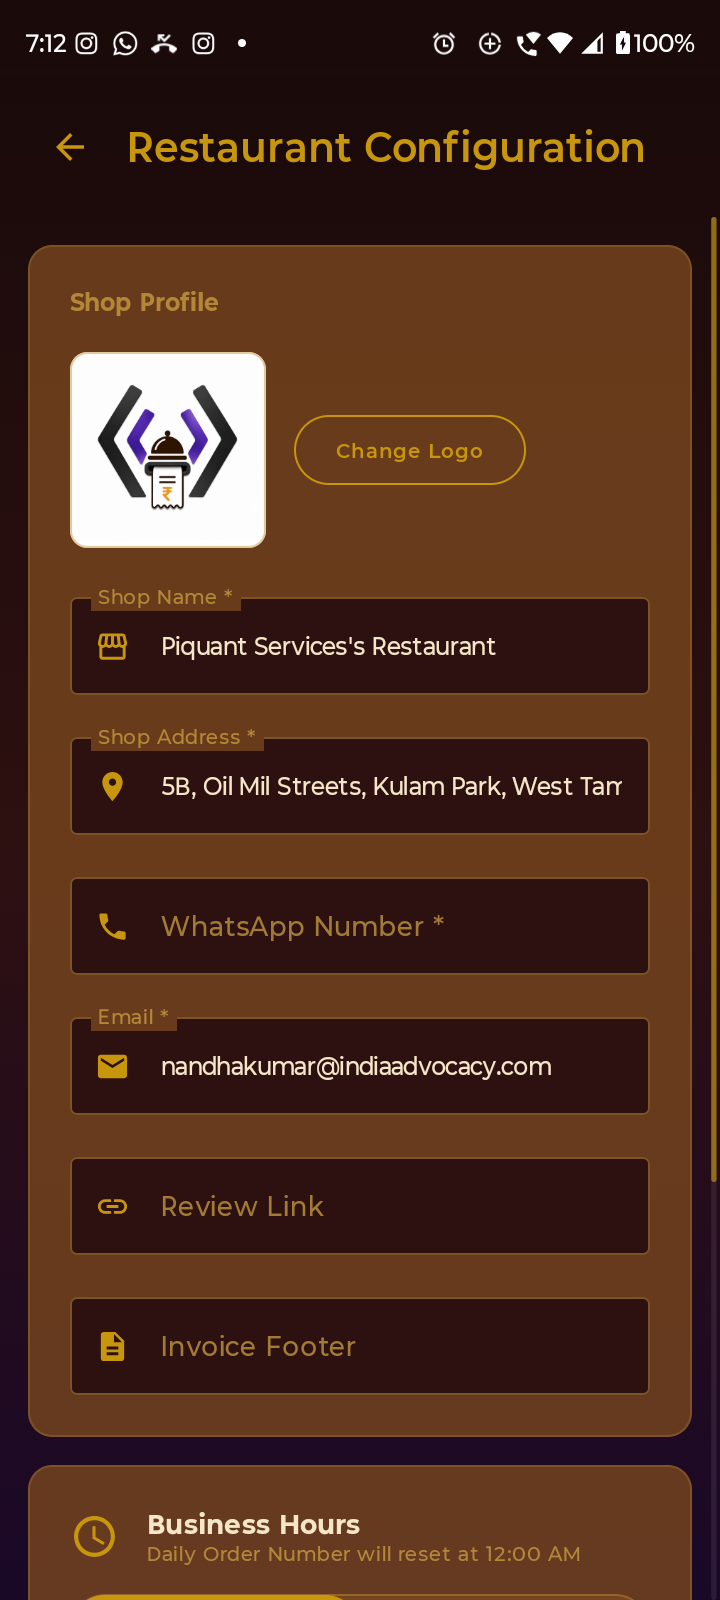 7:12 100%
Restaurant Configuration
Shop Profile
₹
Change Logo
Shop Name *
Piquant Services's Restaurant
Shop Address *
5B, Oil Mil Streets, Kulam Park, West Tam
WhatsApp Number *
Email *
nandhakumar@indiaadvocacy.com
Review Link
Invoice Footer
Business Hours
Daily Order Number will reset at 12:00 AM